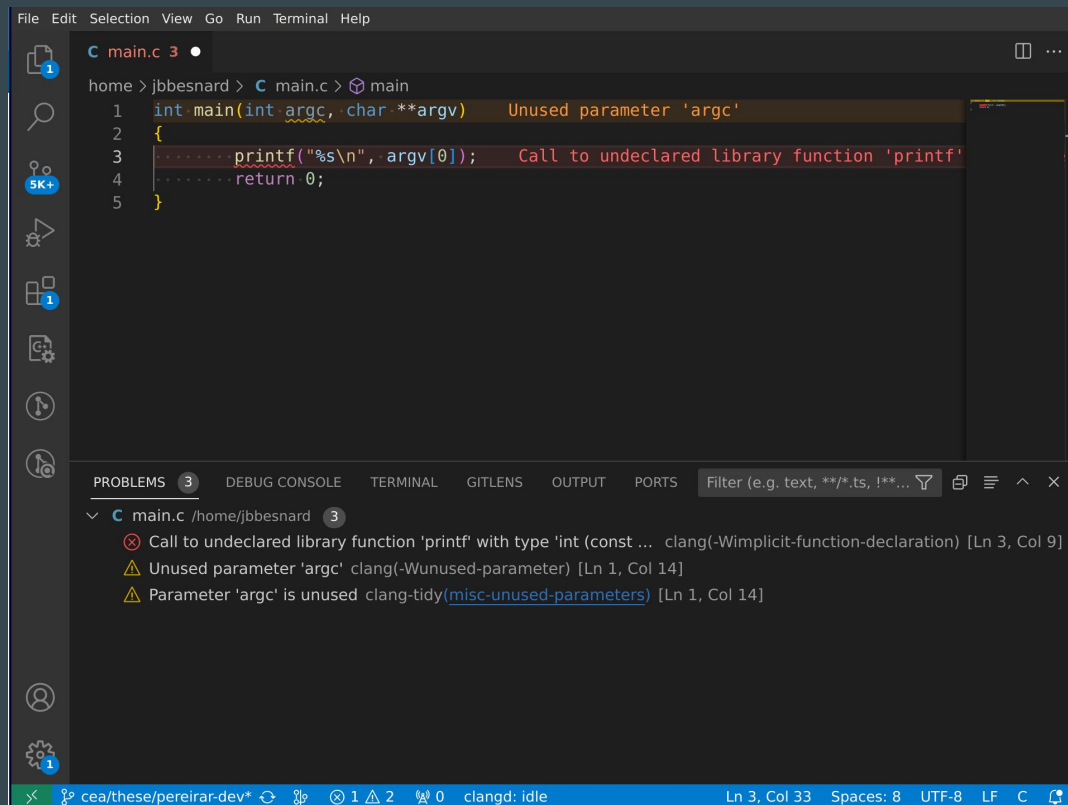 File Edit Selection View Go Run Terminal Help
C main.c 3
home > jbbesnard > C main.c > main
1 int main(int argc, char **argv) Unused parameter 'argc'
2 {
3 printf("%s\n", argv[0]); Call to undeclared library function 'printf'
4 return 0;
5 }
1
5K+
1
PROBLEMS 3 DEBUG CONSOLE TERMINAL GITLENS OUTPUT PORTS Filter (e.g. text, **/*.ts, !**...
C main.c /home/jbbesnard 3
Call to undeclared library function 'printf' with type 'int (const ... clang(-Wimplicit-function-declaration) [Ln 3, Col 9]
Unused parameter 'argc' clang(-Wunused-parameter) [Ln 1, Col 14]
Parameter 'argc' is unused clang-tidy(misc-unused-parameters) [Ln 1, Col 14]
1
cea/these/pereirar-dev* 1 2 0 clangd: idle Ln 3, Col 33 Spaces: 8 UTF-8 LF C